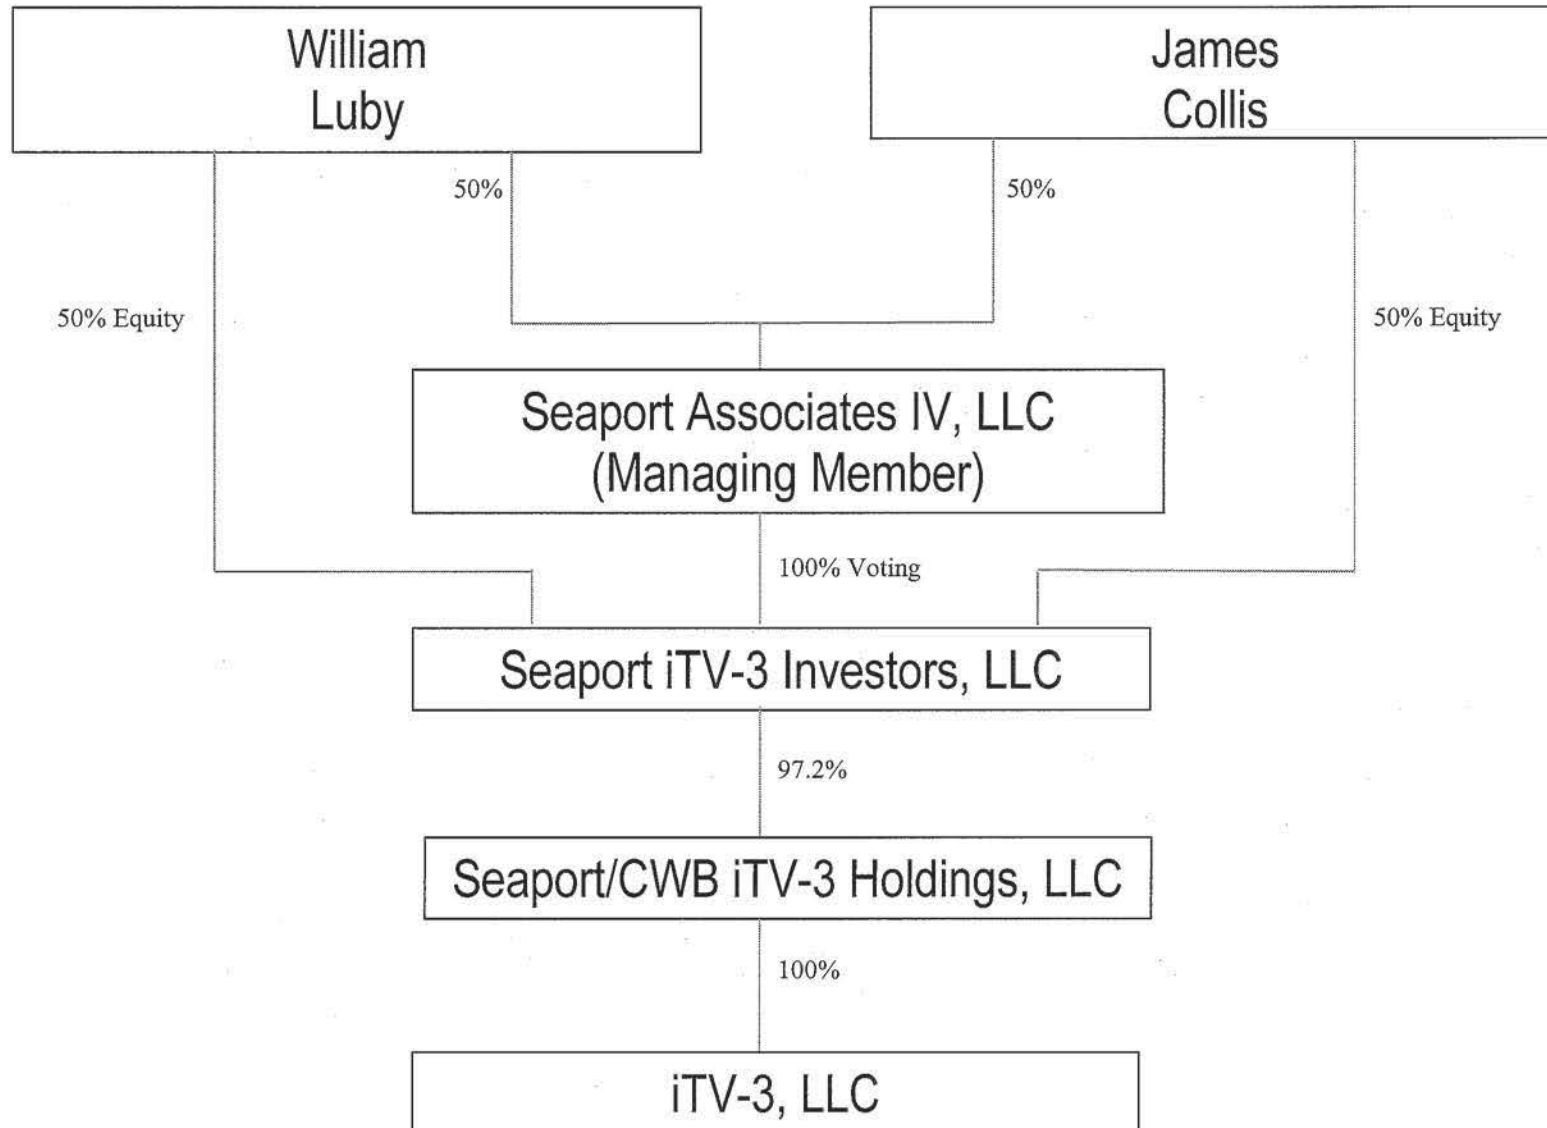 William
Luby
James
Collis
50%
50%
50% Equity
50% Equity
Seaport Associates IV, LLC
(Managing Member)
100% Voting
Seaport iTV-3 Investors, LLC
97.2%
Seaport/CWB iTV-3 Holdings, LLC
100%
iTV-3, LLC